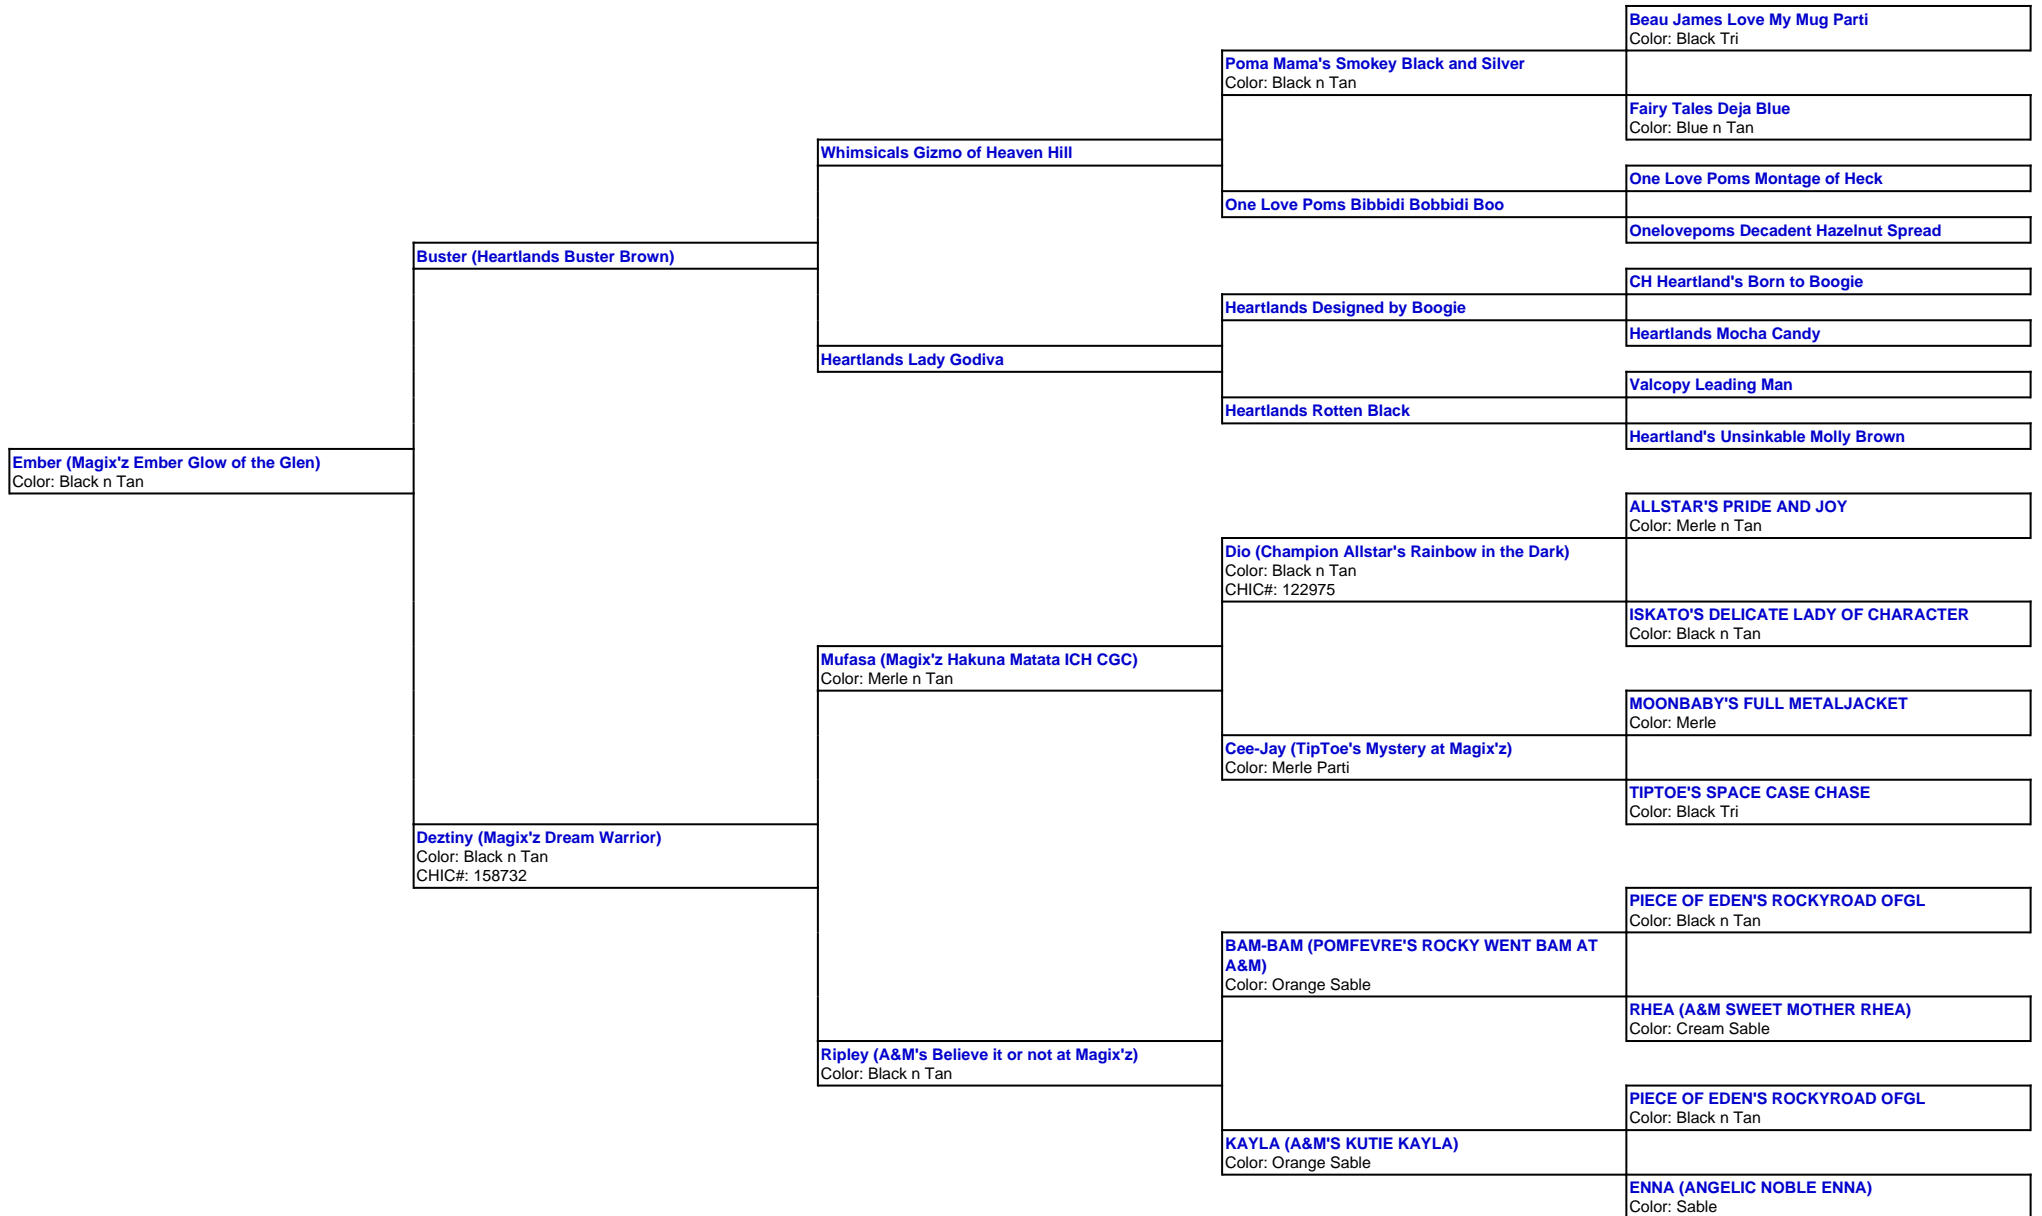 Beau James Love My Mug Parti
Color: Black Tri
Poma Mama's Smokey Black and Silver
Color: Black n Tan
Fairy Tales Deja Blue
Color: Blue n Tan
Whimsicals Gizmo of Heaven Hill
One Love Poms Montage of Heck
One Love Poms Bibbidi Bobbidi Boo
Onelovepoms Decadent Hazelnut Spread
Buster (Heartlands Buster Brown)
CH Heartland's Born to Boogie
Heartlands Designed by Boogie
Heartlands Mocha Candy
Heartlands Lady Godiva
Valcopy Leading Man
Heartlands Rotten Black
Heartland's Unsinkable Molly Brown
Ember (Magix'z Ember Glow of the Glen)
Color: Black n Tan
ALLSTAR'S PRIDE AND JOY
Color: Merle n Tan
Dio (Champion Allstar's Rainbow in the Dark)
Color: Black n Tan
CHIC#: 122975
ISKATO'S DELICATE LADY OF CHARACTER
Color: Black n Tan
Mufasa (Magix'z Hakuna Matata ICH CGC)
Color: Merle n Tan
MOONBABY'S FULL METALJACKET
Color: Merle
Cee-Jay (TipToe's Mystery at Magix'z)
Color: Merle Parti
TIPTOE'S SPACE CASE CHASE
Color: Black Tri
Deztiny (Magix'z Dream Warrior)
Color: Black n Tan
CHIC#: 158732
PIECE OF EDEN'S ROCKYROAD OFGL
Color: Black n Tan
BAM-BAM (POMFEVRE'S ROCKY WENT BAM AT
A&M)
Color: Orange Sable
RHEA (A&M SWEET MOTHER RHEA)
Color: Cream Sable
Ripley (A&M's Believe it or not at Magix'z)
Color: Black n Tan
PIECE OF EDEN'S ROCKYROAD OFGL
Color: Black n Tan
KAYLA (A&M'S KUTIE KAYLA)
Color: Orange Sable
ENNA (ANGELIC NOBLE ENNA)
Color: Sable